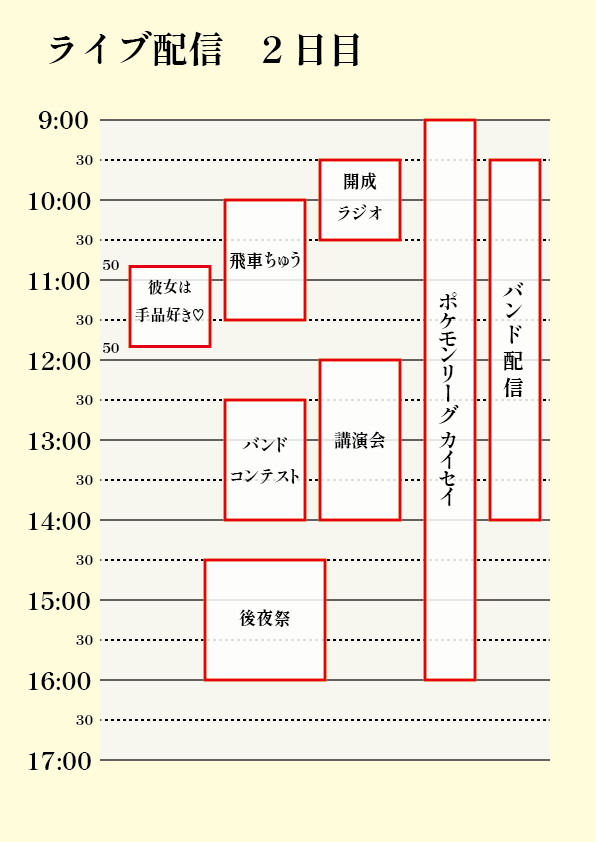 ライブ配信 2日目
9:00
30
10:00
30
50
11:00
30
50
12:00
30
13:00
30
14:00
30
15:00
30
16:00
30
17:00
彼女は
手品好き♡
飛車ちゅう
開成
ラジオ
ポケモンリーグ カイセイ
バンド配信
バンド
コンテスト
講演会
後夜祭